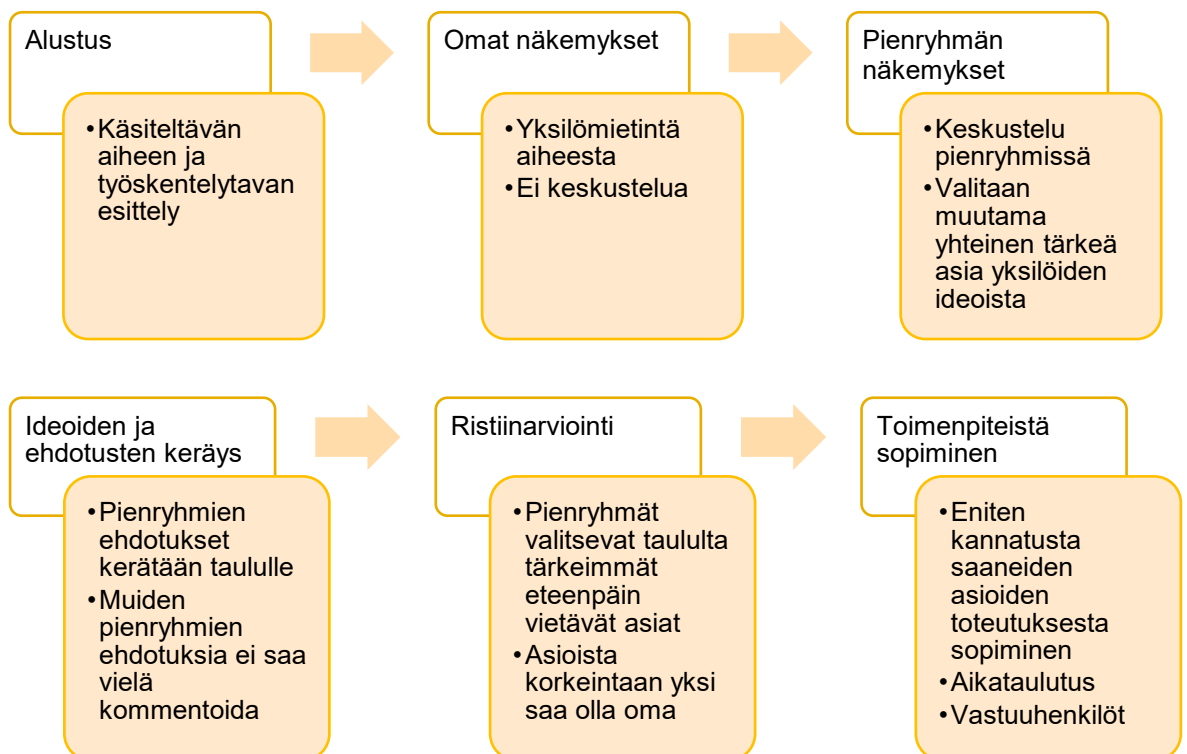 Alustus
•Käsiteltävän
aiheen ja
työskentelytavan
esittely
Omat näkemykset
•Yksilömietintä
aiheesta
•Ei keskustelua
Pienryhmän
näkemykset
•Keskustelu
pienryhmissä
•Valitaan
muutama
yhteinen tärkeä
asia yksilöiden
ideoista
Ideoiden ja
ehdotusten keräys
•Pienryhmien
ehdotukset
kerätään taululle
•Muiden
pienryhmien
ehdotuksia ei saa
vielä
kommentoida
Ristiinarviointi
•Pienryhmät
valitsevat taululta
tärkeimmät
eteenpäin
vietävät asiat
•Asioista
korkeintaan yksi
saa olla oma
Toimenpiteistä
sopiminen
•Eniten
kannatusta
saaneiden
asioiden
toteutuksesta
sopiminen
•Aikataulutus
•Vastuuhenkilöt